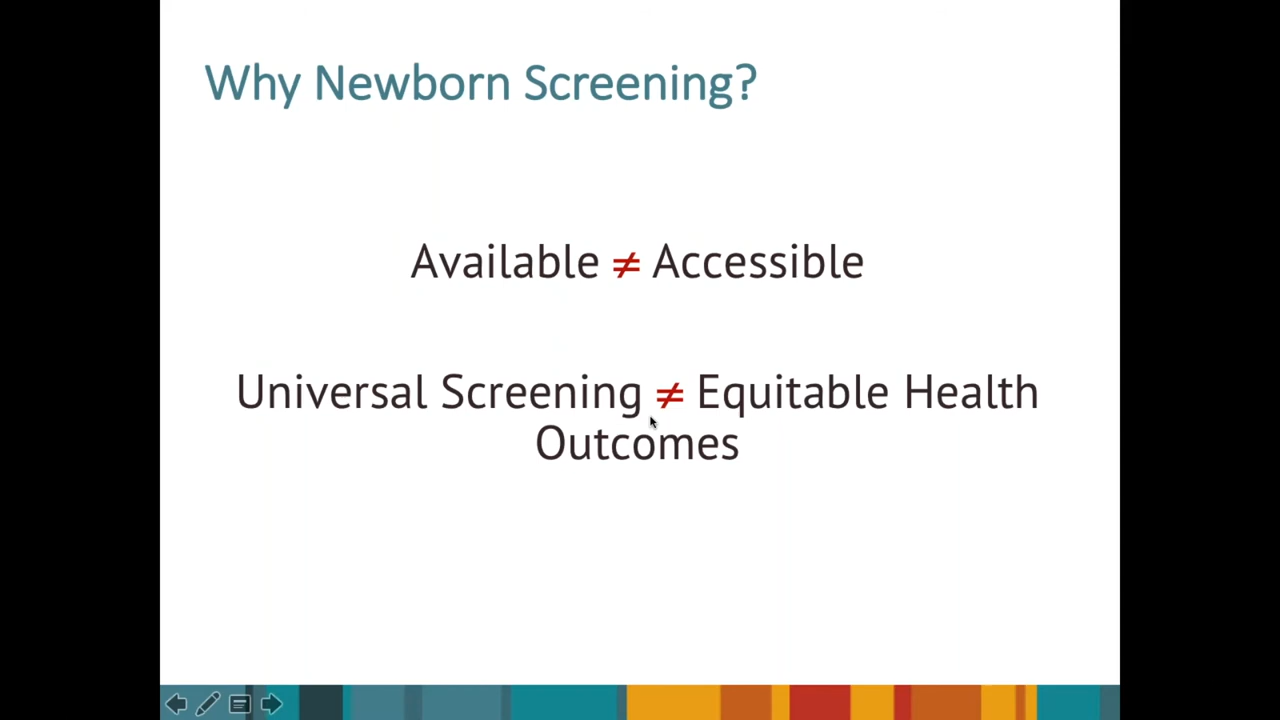 Why Newborn Screening?
Available ≠ Accessible
Universal Screening ≠ Equitable Health
Outcomes